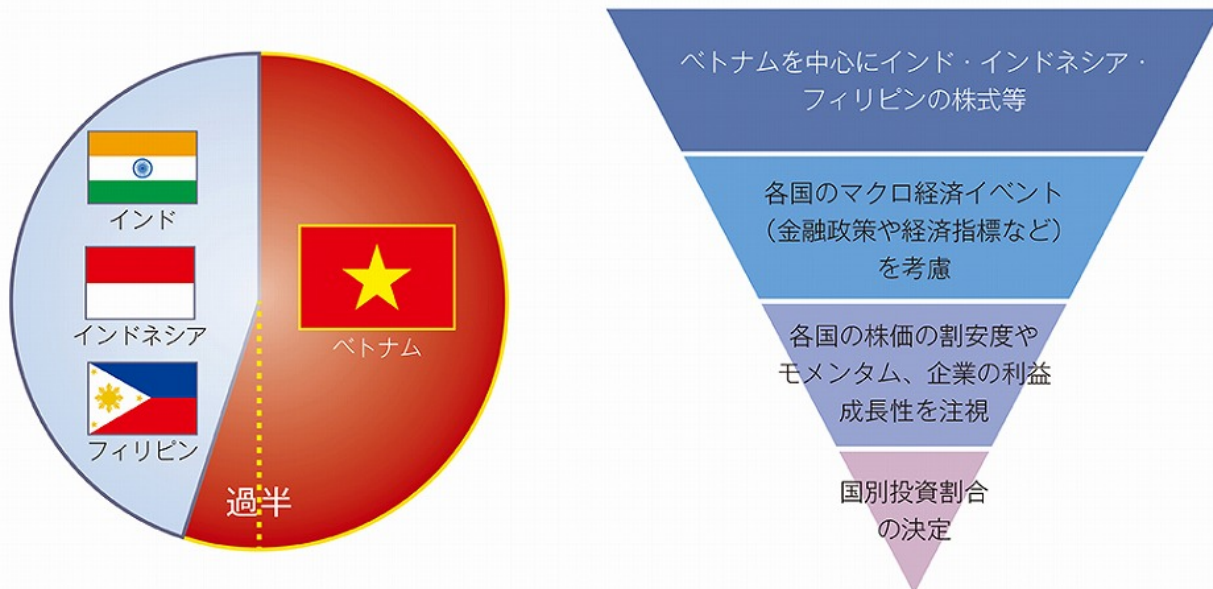 インド
インドネシア
フィリピン
ベトナム
過半
ベトナムを中心にインド・インドネシア・
フィリピンの株式等
各国のマクロ経済イベント
（金融政策や経済指標など）
を考慮
各国の株価の割安度や
モメンタム、企業の利益
成長性を注視
国別投資割合
の決定